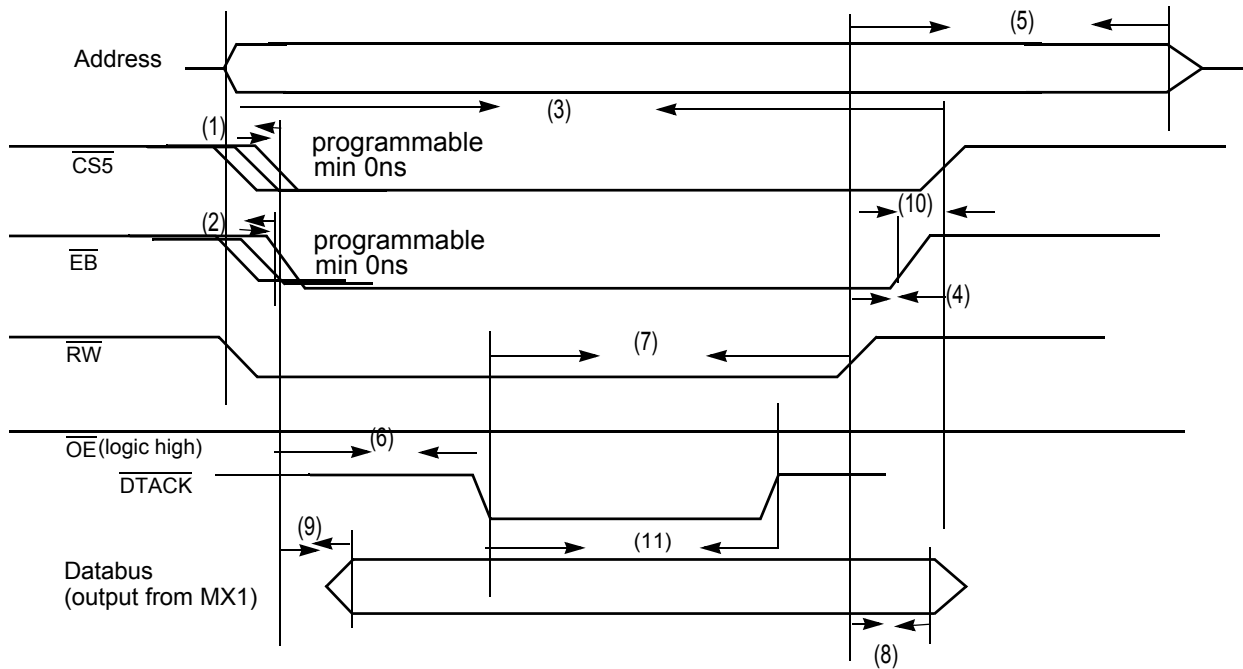 (5)
Address
(3)
(1)
programmable
min 0ns
CS5
(10)
(2)
programmable
min 0ns
EB
(4)
(7)
RW
OE(logic high)
(6)
DTACK
(9)
(11)
Databus
(output from MX1)
(8)